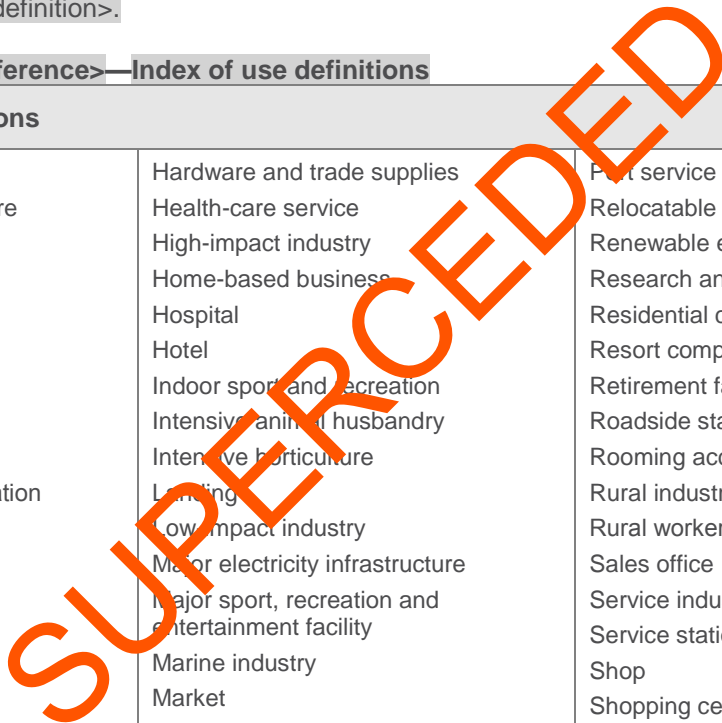 definition>.
ference>—Index of use definitions
ons
re
ation
Hardware and trade supplies
Health-care service
High-impact industry
Home-based business
Hospital
Hotel
Indoor sport and recreation
Intensive animal husbandry
Intensive horticulture
Landing
Low-impact industry
Major electricity infrastructure
Major sport, recreation and
entertainment facility
Marine industry
Market
Port service
Relocatable
Renewable e
Research an
Residential c
Resort comp
Retirement fa
Roadside sta
Rooming acc
Rural industr
Rural worker
Sales office
Service indu
Service stati
Shop
Shopping ce
SUPERCEDED